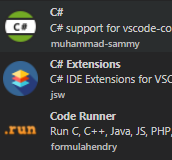 C#
C#
C# support for vscode-co
muhammad-sammy
C# Extensions
C# IDE Extensions for VSC
jsw
.run
Code Runner
Run C, C++, Java, JS, PHP,
formulahendry